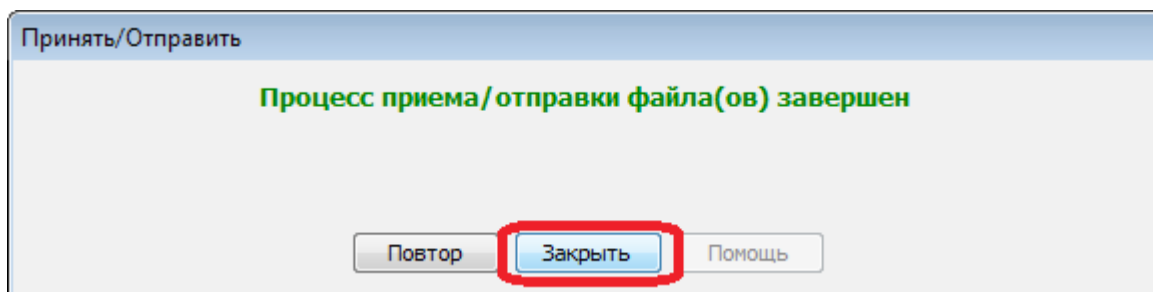 Принять/Отправить
Процесс приема/отправки файла(ов) завершен
Повтор Закрыть Помощь